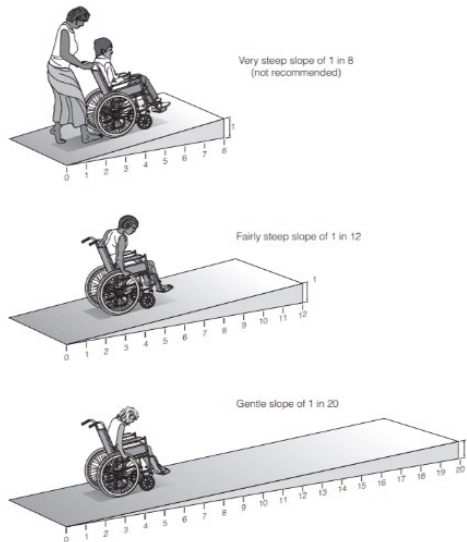 Very steep slope of 1 in 8
(not recommended)
1
0 1 2 3 4 5 6 7 8
Fairly steep slope of 1 in 12
1
0 1 2 3 4 5 6 7 8 9 10 11 12
Gentle slope of 1 in 20
0 1 2 3 4 5 6 7 8 9 10 11 12 13 14 15 16 17 18 19 20